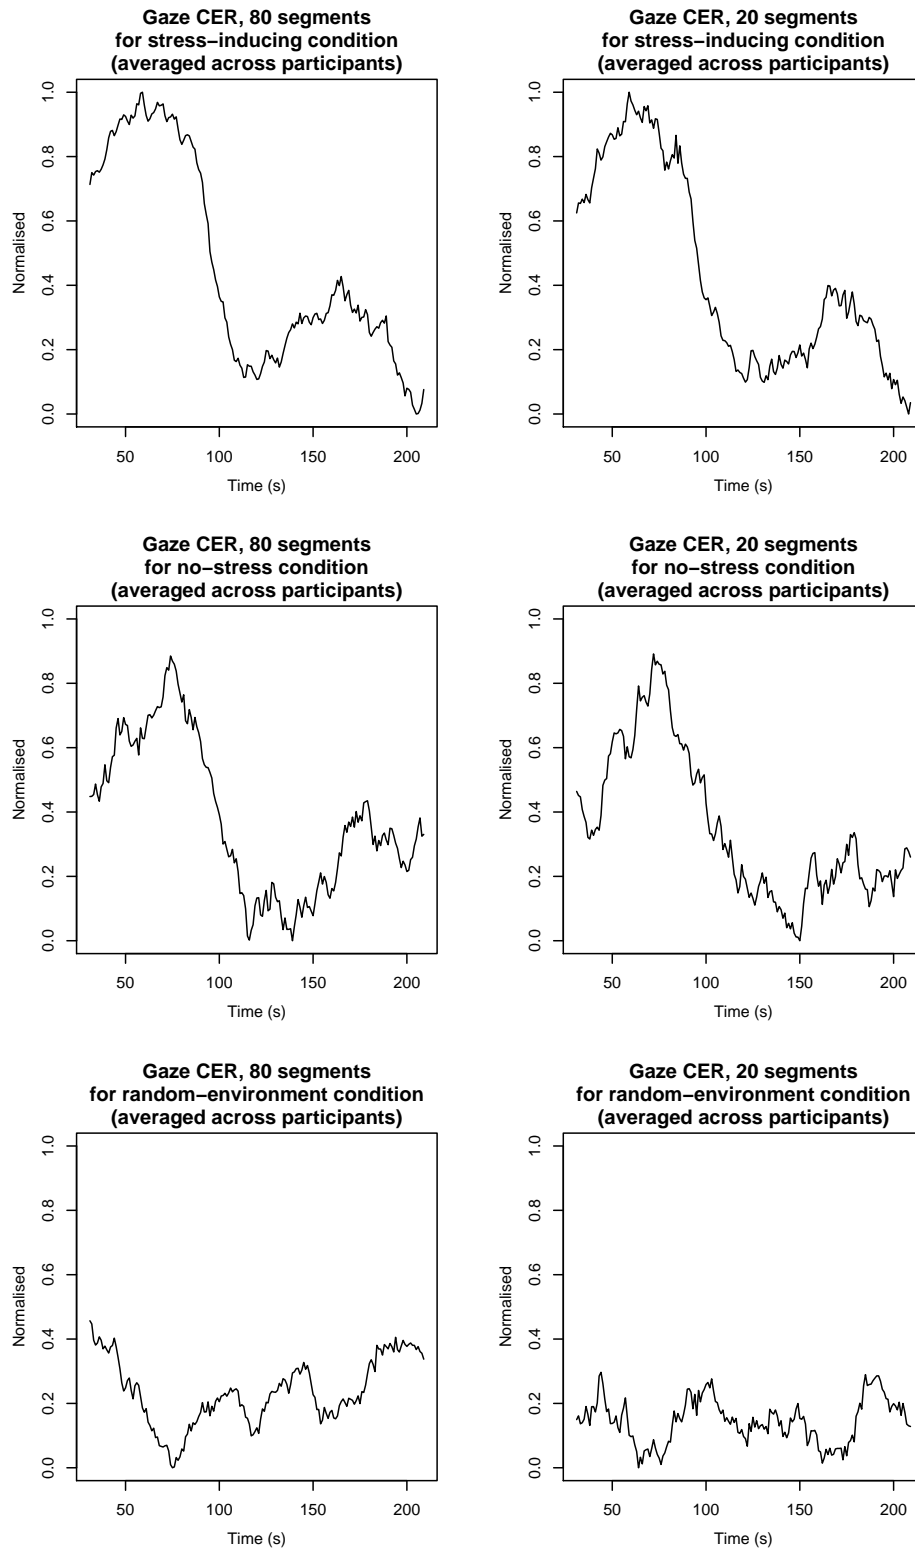 Gaze CER, 80 segments
for stress−inducing condition
(averaged across participants)
1.0
0.8
0.6
0.4
0.2
0.0
Normalised
50 100 150 200
Time (s)
Gaze CER, 20 segments
for stress−inducing condition
(averaged across participants)
1.0
0.8
0.6
0.4
0.2
0.0
Normalised
50 100 150 200
Time (s)
Gaze CER, 80 segments
for no−stress condition
(averaged across participants)
1.0
0.8
0.6
0.4
0.2
0.0
Normalised
50 100 150 200
Time (s)
Gaze CER, 20 segments
for no−stress condition
(averaged across participants)
1.0
0.8
0.6
0.4
0.2
0.0
Normalised
50 100 150 200
Time (s)
Gaze CER, 80 segments
for random−environment condition
(averaged across participants)
1.0
0.8
0.6
0.4
0.2
0.0
Normalised
50 100 150 200
Time (s)
Gaze CER, 20 segments
for random−environment condition
(averaged across participants)
1.0
0.8
0.6
0.4
0.2
0.0
Normalised
50 100 150 200
Time (s)